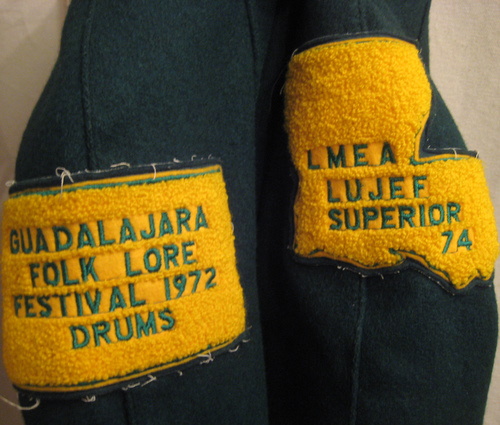 GUADALAJARA
FOLK LORE
FESTIVAL 1972
DRUMS
LMEA
LUJEF
SUPERIOR
74